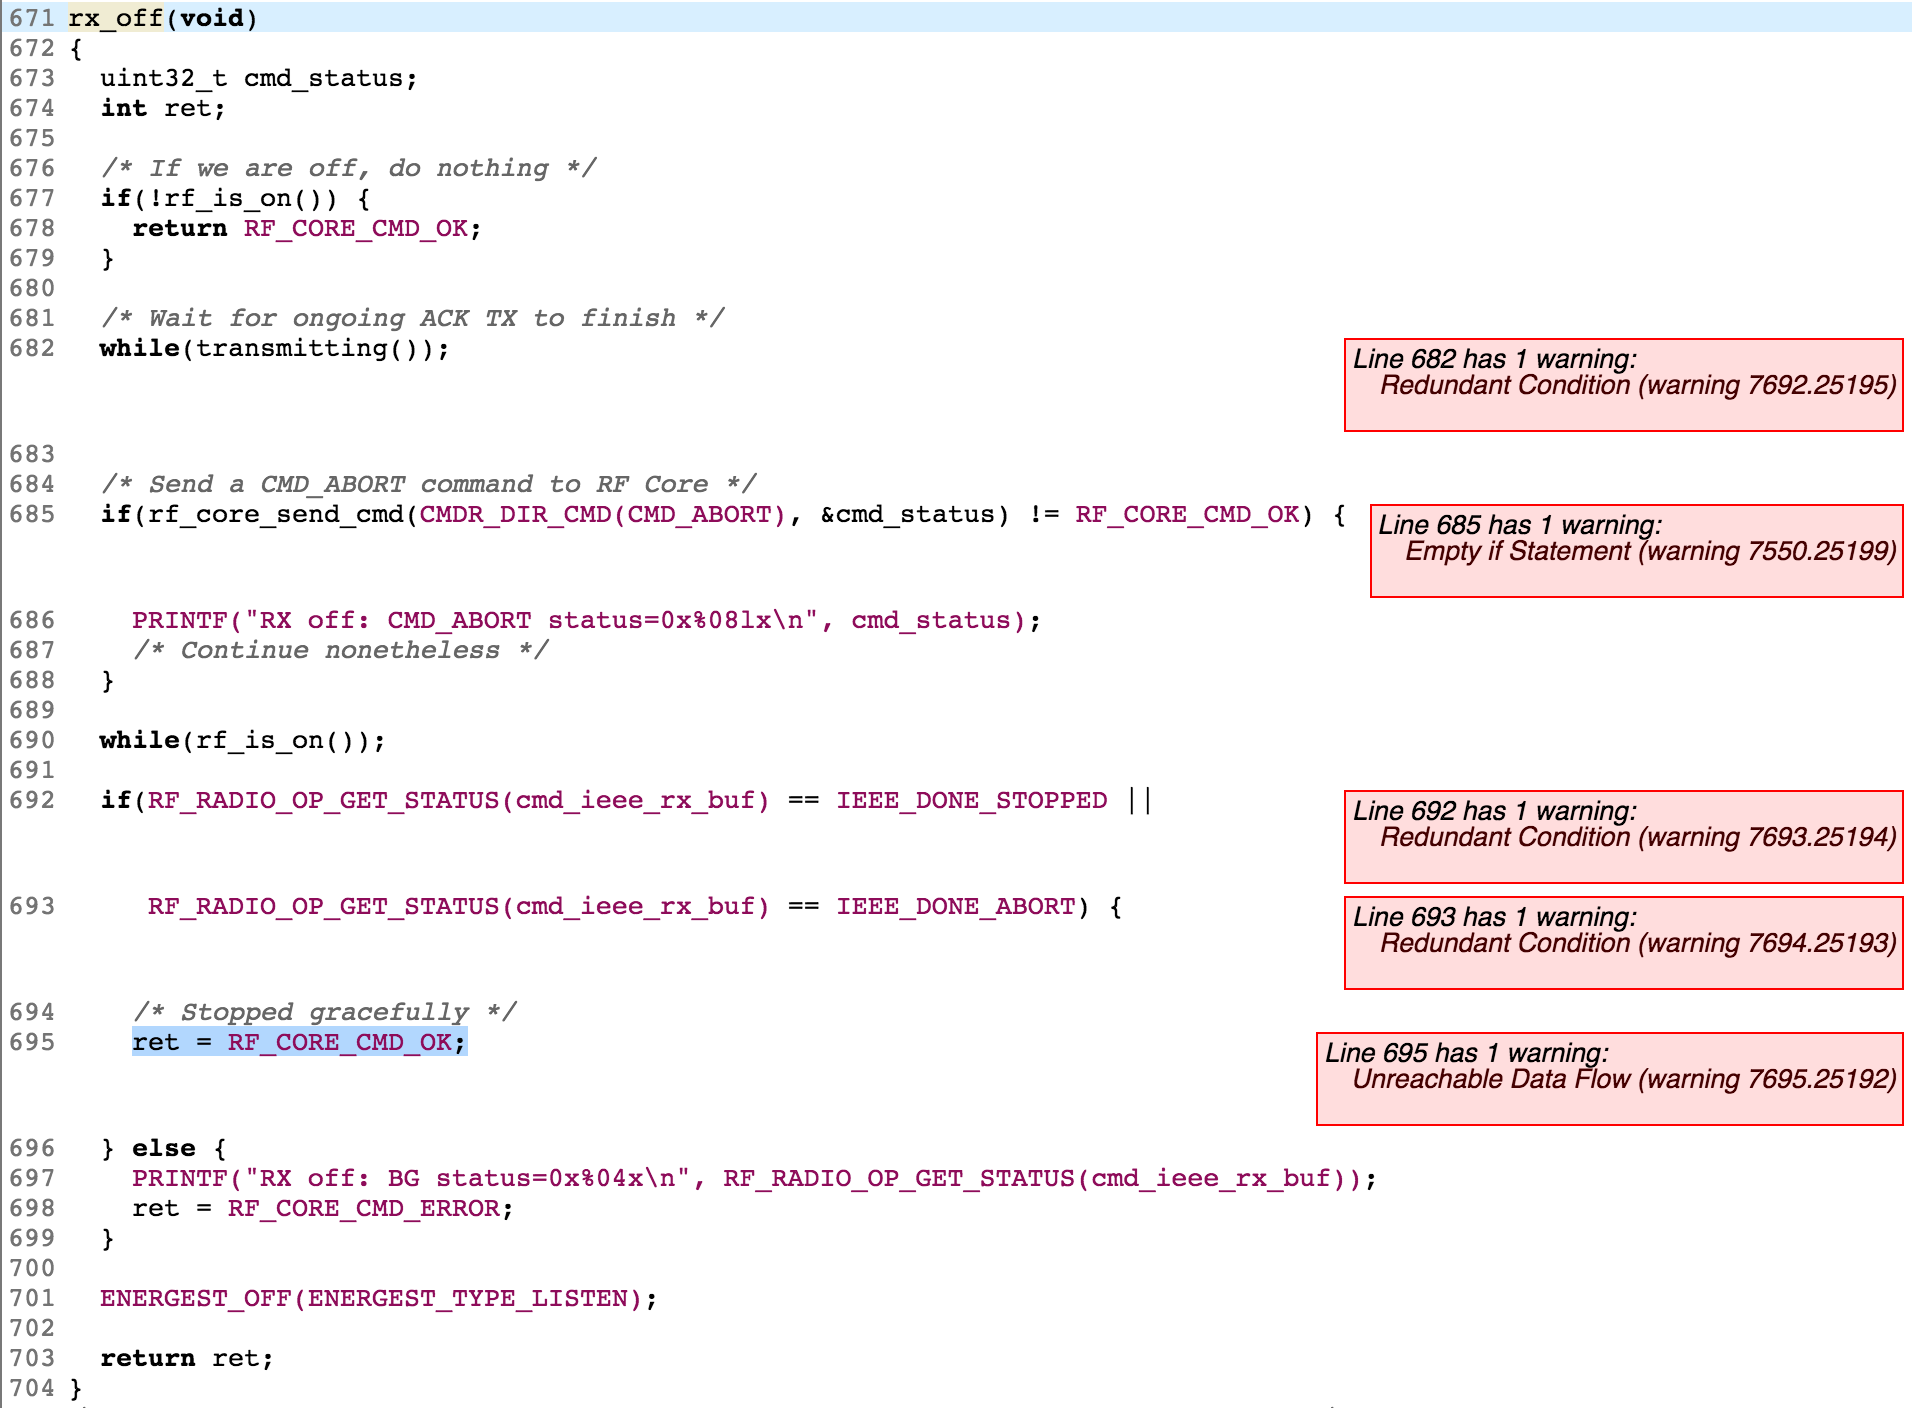 671 rx_off(void)
672 {
673 uint32_t cmd_status;
674 int ret;
675
676 /* If we are off, do nothing */
677 if(!rf_is_on()) {
678 return RF_CORE_CMD_OK;
679 }
680
681 /* Wait for ongoing ACK TX to finish */
682 while(transmitting());
Line 682 has 1 warning:
Redundant Condition (warning 7692.25195)
683
684 /* Send a CMD_ABORT command to RF Core */
685 if(rf_core_send_cmd(CMDR_DIR_CMD(CMD_ABORT), &cmd_status) != RF_CORE_CMD_OK) {
Line 685 has 1 warning:
Empty if Statement (warning 7550.25199)
686 PRINTF("RX off: CMD_ABORT status=0x%08lx\n", cmd_status);
687 /* Continue nonetheless */
688 }
689
690 while(rf_is_on());
691
692 if(RF_RADIO_OP_GET_STATUS(cmd_ieee_rx_buf) == IEEE_DONE_STOPPED ||
Line 692 has 1 warning:
Redundant Condition (warning 7693.25194)
693 RF_RADIO_OP_GET_STATUS(cmd_ieee_rx_buf) == IEEE_DONE_ABORT) {
Line 693 has 1 warning:
Redundant Condition (warning 7694.25193)
694 /* Stopped gracefully */
695 ret = RF_CORE_CMD_OK;
Line 695 has 1 warning:
Unreachable Data Flow (warning 7695.25192)
696 } else {
697 PRINTF("RX off: BG status=0x%04x\n", RF_RADIO_OP_GET_STATUS(cmd_ieee_rx_buf));
698 ret = RF_CORE_CMD_ERROR;
699 }
700
701 ENERGEST_OFF(ENERGEST_TYPE_LISTEN);
702
703 return ret;
704 }